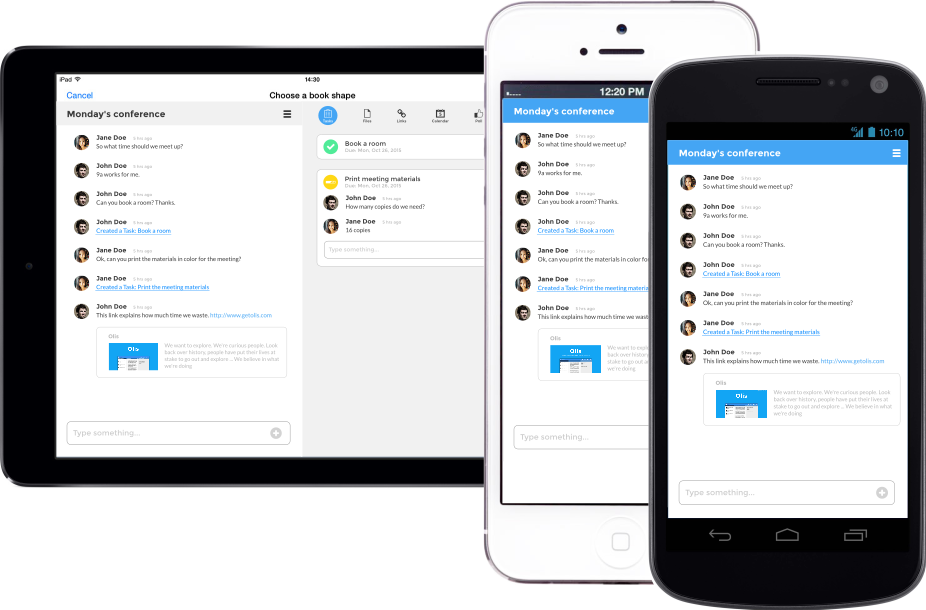 iPad
14:30
Cancel
Choose a book shape
Monday's conference
Jane Doe 5 hrs ago
So what time should we meet up?
John Doe 5 hrs ago
9a works for me.
John Doe 5 hrs ago
Can you book a room? Thanks.
John Doe 5 hrs ago
Created a Task: Book a room
Jane Doe 5 hrs ago
Ok, can you print the materials in color for the meeting?
Jane Doe 5 hrs ago
Created a Task: Print the meeting materials
John Doe 5 hrs ago
This link explains how much time we waste. http://www.getolis.com
Olis
Olis
We want to explore. We're curious people. Look
back over history, people have put their lives at
stake to go out and explore ... We believe in what
we're doing
Type something...
Tasks
Files
Links
Calendar
Poll
Book a room
Due: Mon. Oct 26, 2015
Print meeting materials
Due: Mon. Oct 26, 2015
John Doe 5 hrs ago
How many copies do we need?
Jane Doe 5 hrs ago
16 copies
Type something...
12:20 PM
Monday's conference
Jane Doe 5 hrs ago
So what time should we meet up?
John Doe 5 hrs ago
9a works for me.
John Doe 5 hrs ago
Can you book a room? Thanks.
John Doe 5 hrs ago
Created a Task: Book a room
Jane Doe 5 hrs ago
Ok, can you print the materials in color for
Jane Doe 5 hrs ago
Created a Task: Print the meeting materia
John Doe 5 hrs ago
This link explains how much time we waste.
Olis
Olis
We want to
back over h
stake to go
we're doing
Type something...
4G
10:10
Monday's conference
Jane Doe 5 hrs ago
So what time should we meet up?
John Doe 5 hrs ago
9a works for me.
John Doe 5 hrs ago
Can you book a room? Thanks.
John Doe 5 hrs ago
Created a Task: Book a room
Jane Doe 5 hrs ago
Ok, can you print the materials in color for the meeting?
Jane Doe 5 hrs ago
Created a Task: Print the meeting materials
John Doe 5 hrs ago
This link explains how much time we waste. http://www.getolis.com
Olis
Olis
We want to explore. We're curious people. Look
back over history, people have put their lives at
stake to go out and explore ... We believe in what
we're doing
Type something...